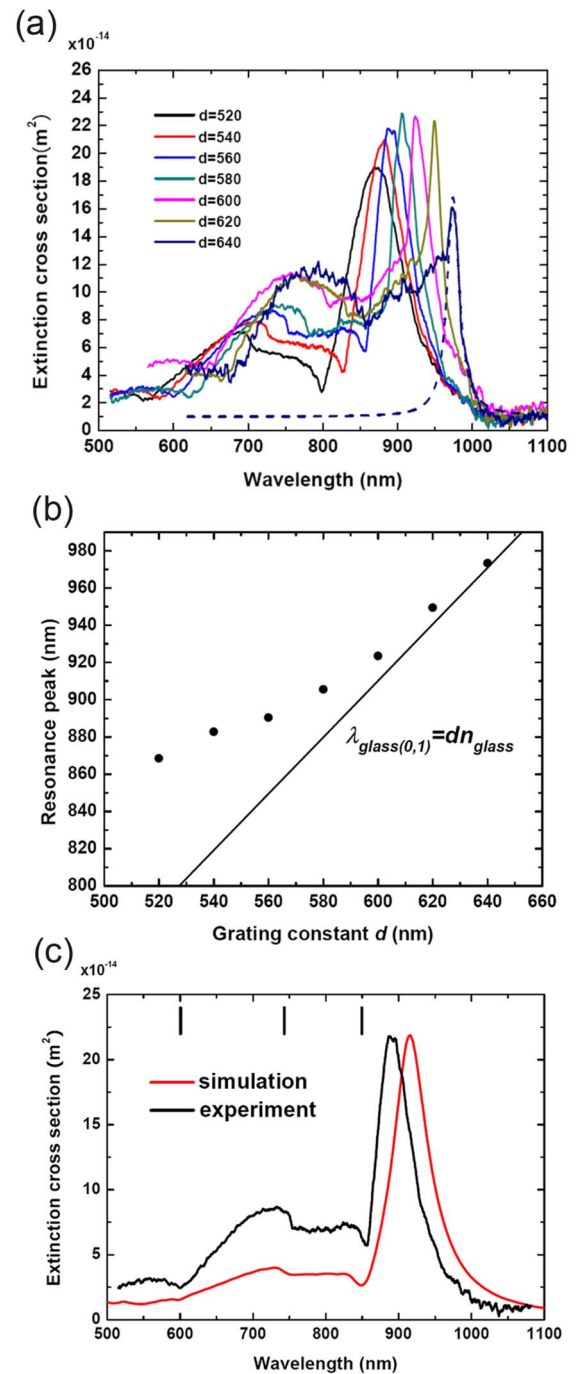 (a)
x10⁻¹⁴
26
24
22
20
18
16
14
12
10
8
6
4
2
0
Extinction cross section(m²)
d=520
d=540
d=560
d=580
d=600
d=620
d=640
500 600 700 800 900 1000 1100
Wavelength (nm)
(b)
980
960
940
920
900
880
860
840
820
800
Resonance peak (nm)
λglass(0,1)=dnglass
500 520 540 560 580 600 620 640 660
Grating constant d (nm)
(c)
x10⁻¹⁴
25
20
15
10
5
0
Extinction cross section (m²)
simulation
experiment
500 600 700 800 900 1000 1100
Wavelength (nm)